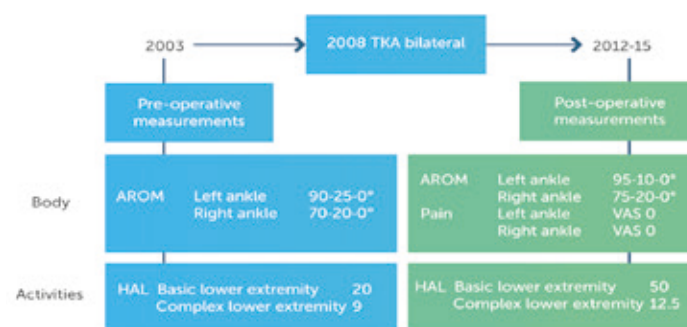 2003
2008 TKA bilateral
2012-15
Pre-operative
measurements
Post-operative
measurements
Body
AROM Left ankle 90-25-0°
Right ankle 70-20-0°
AROM Left ankle 95-10-0°
Right ankle 75-20-0°
Pain Left ankle VAS 0
Right ankle VAS 0
Activities
HAL Basic lower extremity 20
Complex lower extremity 9
HAL Basic lower extremity 50
Complex lower extremity 12.5